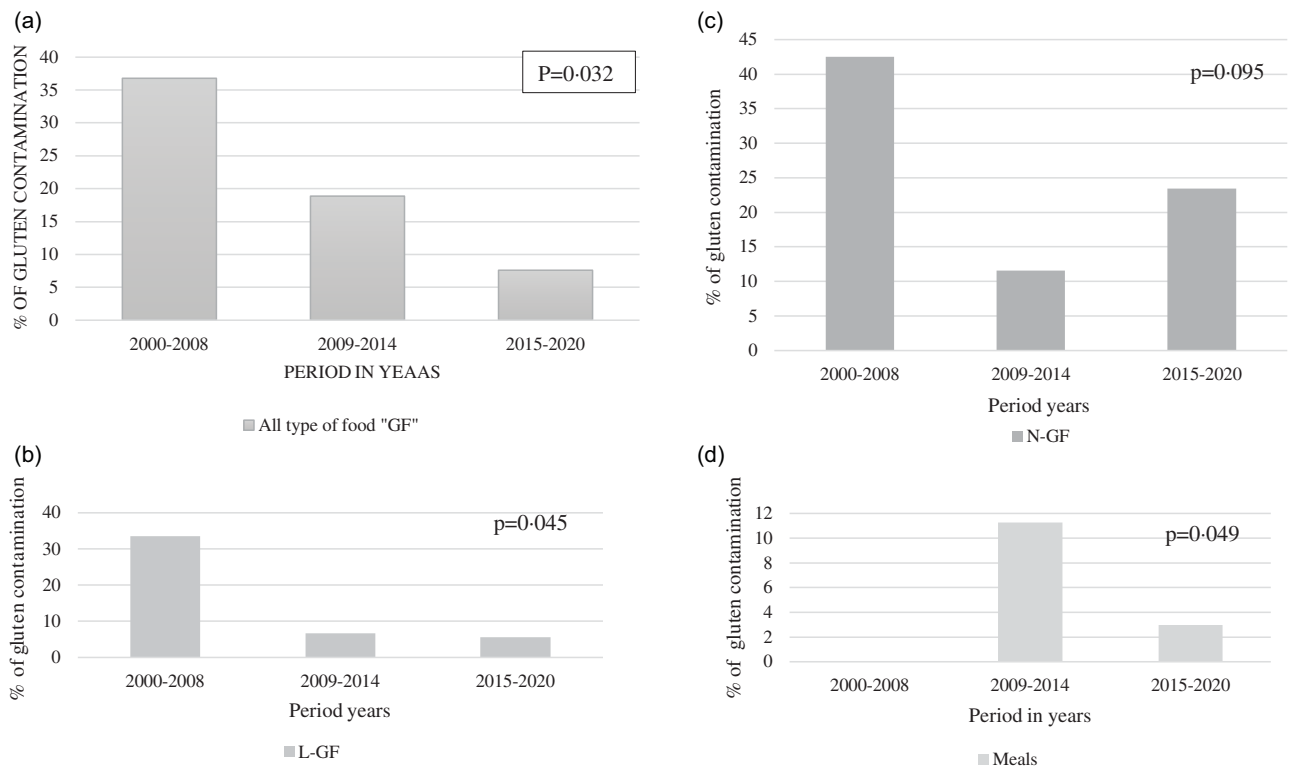 (a)
% OF GLUTEN CONTAMINATION
40
35
30
25
20
15
10
5
0
P=0·032
2000-2008 2009-2014 2015-2020
PERIOD IN YEAAS
All type of food "GF"
(b)
% of gluten contamination
40
30
20
10
0
p=0·045
2000-2008 2009-2014 2015-2020
Period years
L-GF
(c)
% of gluten contamination
45
40
35
30
25
20
15
10
5
0
p=0·095
2000-2008 2009-2014 2015-2020
Period years
N-GF
(d)
% of gluten contamination
12
10
8
6
4
2
0
p=0·049
2000-2008 2009-2014 2015-2020
Period in years
Meals